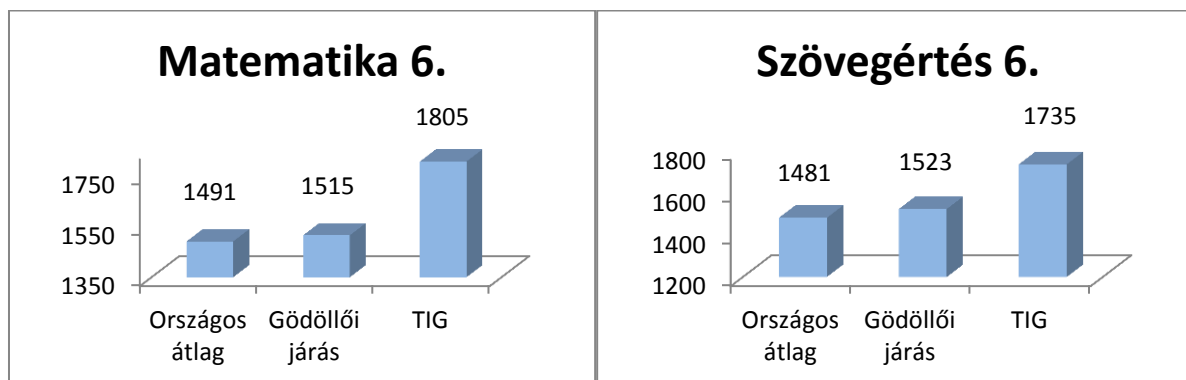 Matematika 6.
1805
1491
1515
1750
1550
1350
Országos
átlag
Gödöllői
járás
TIG
Szövegértés 6.
1735
1481
1523
1800
1600
1400
1200
Országos
átlag
Gödöllői
járás
TIG